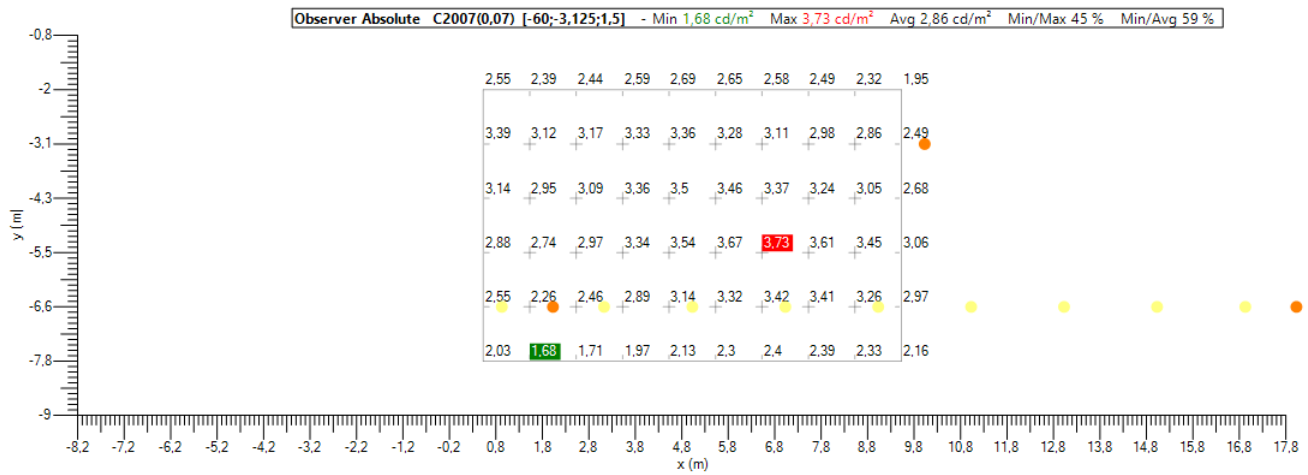 Observer Absolute C2007(0,07) [-60;-3,125;1,5] - Min 1,68 cd/m² Max 3,73 cd/m² Avg 2,86 cd/m² Min/Max 45 % Min/Avg 59 %
-0,8
2,55 2,39 2,44 2,59 2,69 2,65 2,58 2,49 2,32 1,95
-2
3,39 3,12 3,17 3,33 3,36 3,28 3,11 2,98 2,86 2,49
-3,1
3,14 2,95 3,09 3,36 3,5 3,46 3,37 3,24 3,05 2,68
-4,3
y (m)
2,88 2,74 2,97 3,34 3,54 3,67 3,73 3,61 3,45 3,06
-5,5
2,55 2,26 2,46 2,89 3,14 3,32 3,42 3,41 3,26 2,97
-6,6
2,03 1,68 1,71 1,97 2,13 2,3 2,4 2,39 2,33 2,16
-7,8
-9
-8,2 -7,2 -6,2 -5,2 -4,2 -3,2 -2,2 -1,2 -0,2 0,8 1,8 2,8 3,8 4,8 5,8 6,8 7,8 8,8 9,8 10,8 11,8 12,8 13,8 14,8 15,8 16,8 17,8
x (m)